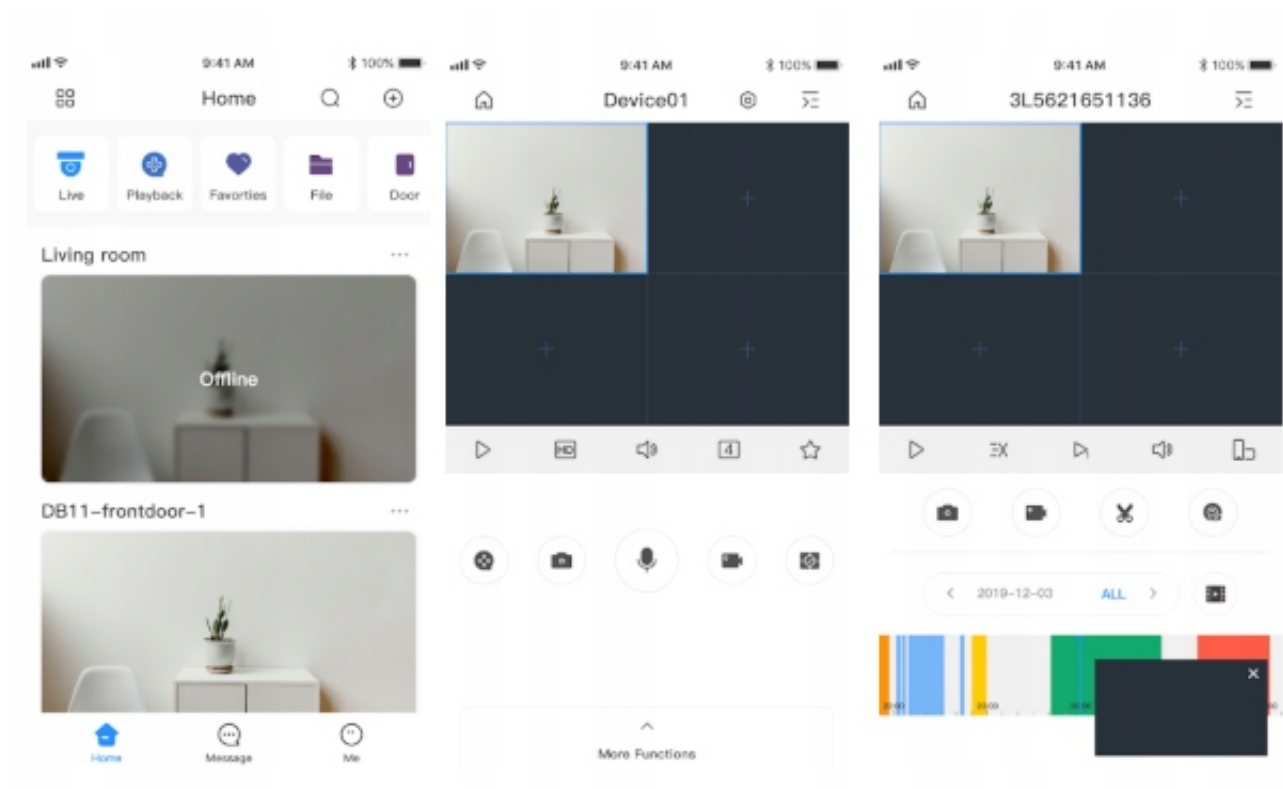 9:41 AM
100%
Home
Live
Playback
Favorties
File
Door
Living room
Offline
DB11-frontdoor-1
Home
Message
Me
9:41 AM
100%
Device01
HD
4
More Functions
9:41 AM
100%
3L5621651136
2019-12-03
ALL